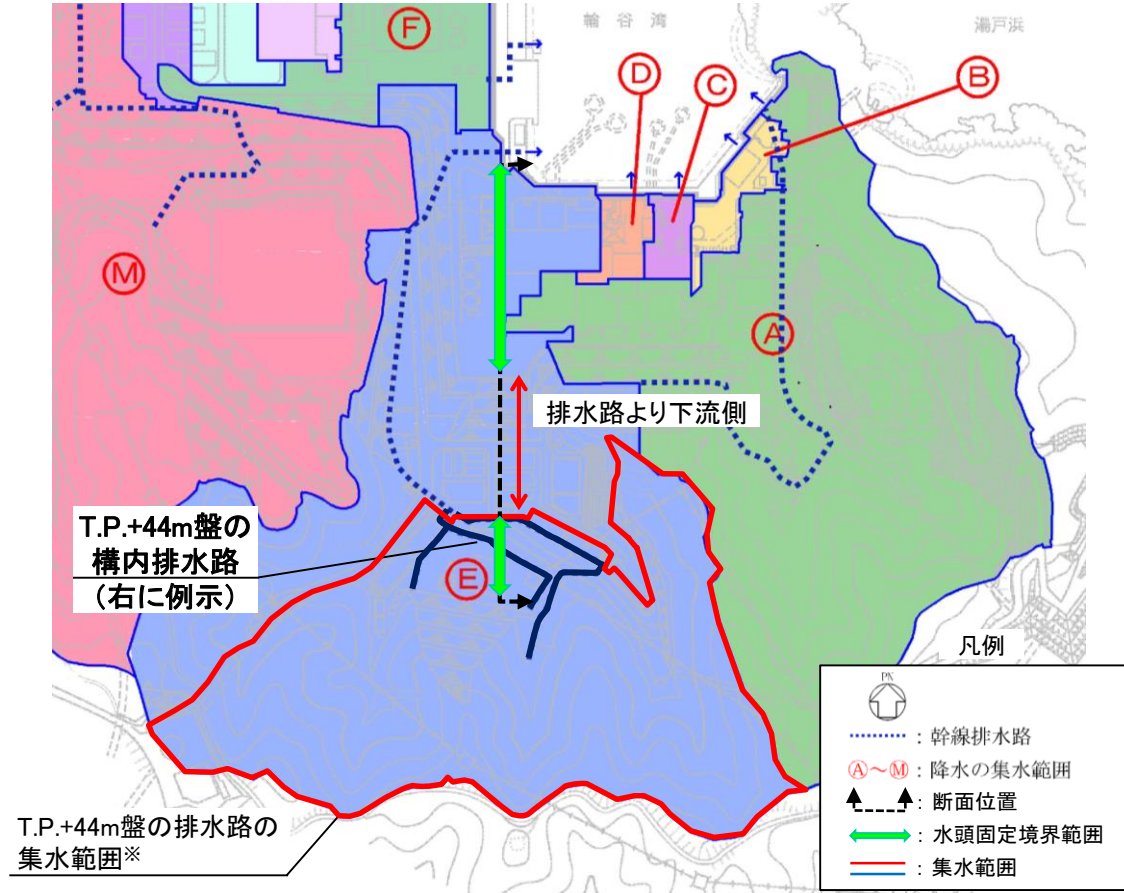 輪谷湾
湯戸浜
Ⓕ
Ⓓ
Ⓒ
Ⓑ
Ⓜ
Ⓐ
排水路より下流側
T.P.+44m盤の
構内排水路
(右に例示)
Ⓔ
T.P.+44m盤の排水路の
集水範囲※
凡例
PN
:幹線排水路
Ⓐ~Ⓜ:降水の集水範囲
:断面位置
:水頭固定境界範囲
:集水範囲